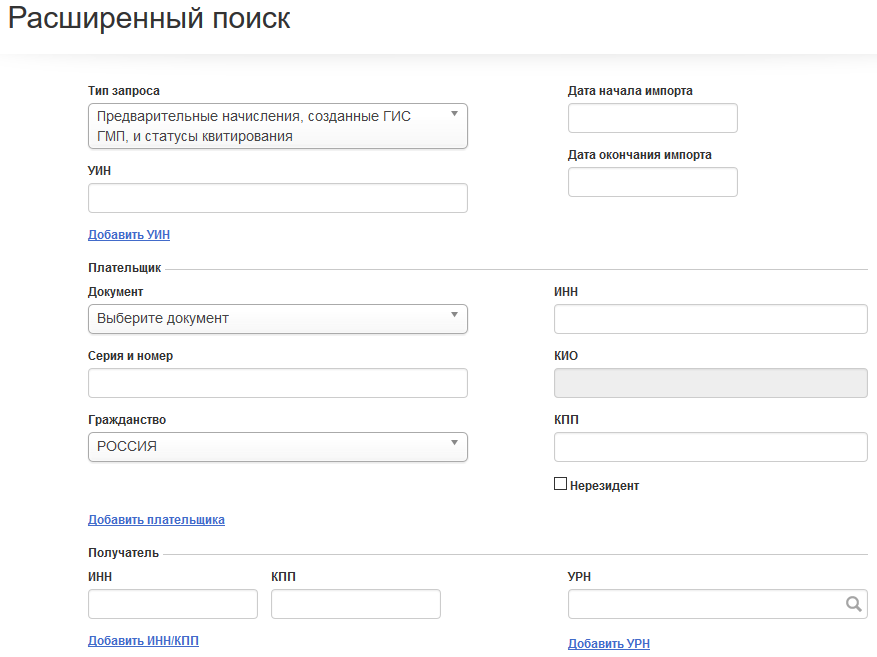 Расширенный поиск
Тип запроса
Предварительные начисления, созданные ГИС
ГМП, и статусы квитирования
Дата начала импорта
Дата окончания импорта
УИН
Добавить УИН
Плательщик
Документ
Выберите документ
ИНН
Серия и номер
КИО
Гражданство
РОССИЯ
КПП
Нерезидент
Добавить плательщика
Получатель
ИНН
КПП
УРН
Добавить ИНН/КПП
Добавить УРН